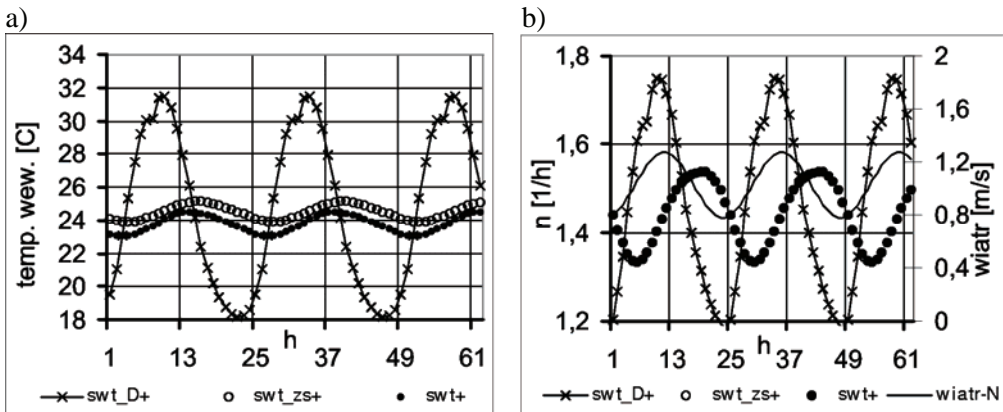 a)
34
32
30
28
26
24
22
20
18
temp. wew. [C]
1 13 25 37 49 61
h
swt_D+ swt_zs+ swt+
b)
1,8
1,6
1,4
1,2
n [1/h]
2
1,6
1,2
0,8
0,4
0
wiatr [m/s]
1 13 25 37 49 61
h
swt_D+ swt_zs+ swt+ wiatr-N